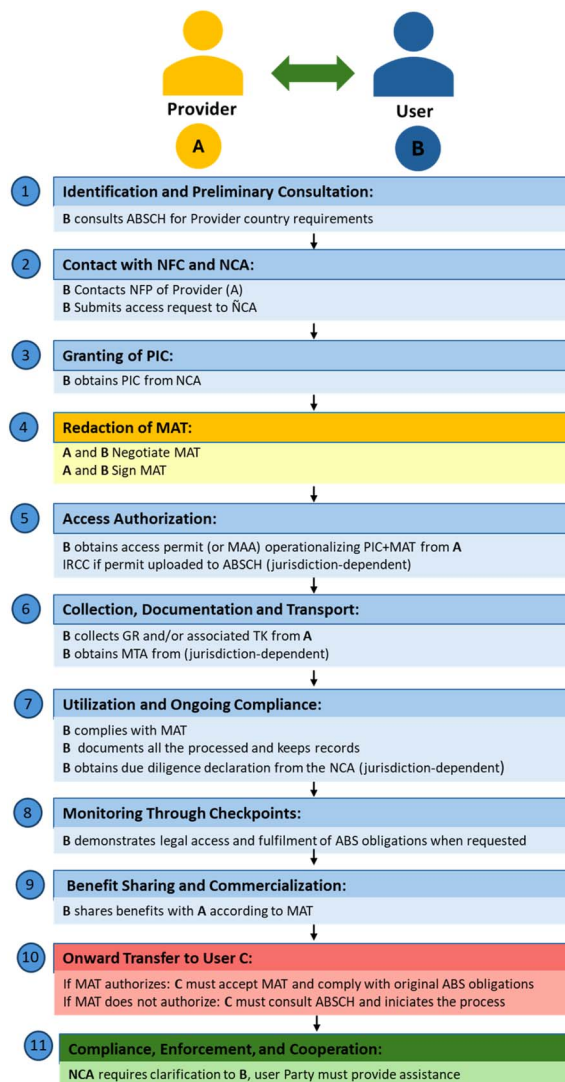 Provider
User
A
B
1
Identification and Preliminary Consultation:
B consults ABSCH for Provider country requirements
2
Contact with NFC and NCA:
B Contacts NFP of Provider (A)
B Submits access request to ÑCA
3
Granting of PIC:
B obtains PIC from NCA
4
Redaction of MAT:
A and B Negotiate MAT
A and B Sign MAT
5
Access Authorization:
B obtains access permit (or MAA) operationalizing PIC+MAT from A
IRCC if permit uploaded to ABSCH (jurisdiction-dependent)
6
Collection, Documentation and Transport:
B collects GR and/or associated TK from A
B obtains MTA from (jurisdiction-dependent)
7
Utilization and Ongoing Compliance:
B complies with MAT
B documents all the processed and keeps records
B obtains due diligence declaration from the NCA (jurisdiction-dependent)
8
Monitoring Through Checkpoints:
B demonstrates legal access and fulfilment of ABS obligations when requested
9
Benefit Sharing and Commercialization:
B shares benefits with A according to MAT
10
Onward Transfer to User C:
If MAT authorizes: C must accept MAT and comply with original ABS obligations
If MAT does not authorize: C must consult ABSCH and iniciates the process
11
Compliance, Enforcement, and Cooperation:
NCA requires clarification to B, user Party must provide assistance